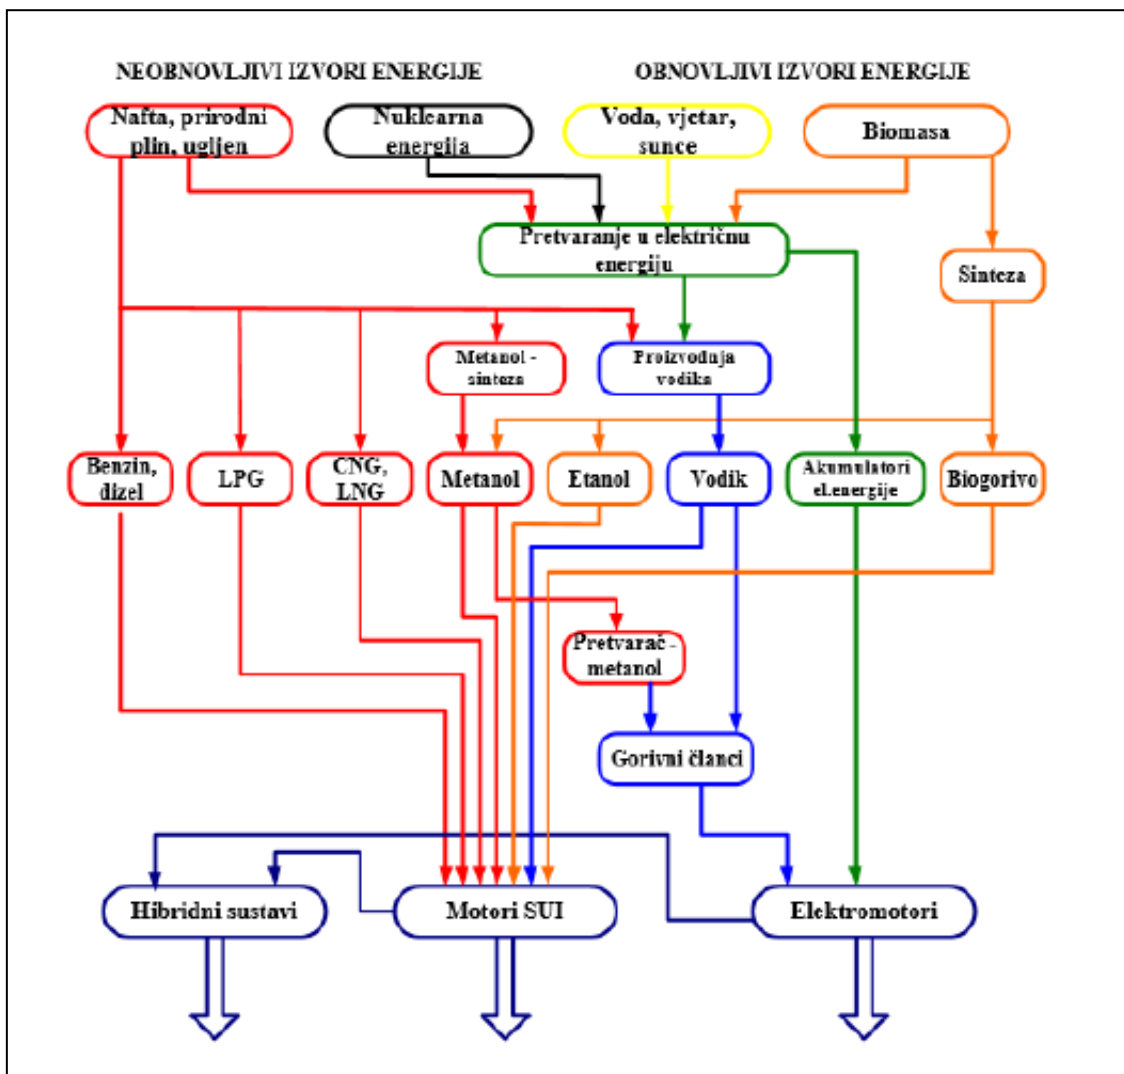 NEOBNOVLJIVI IZVORI ENERGIJE
OBNOVLJIVI IZVORI ENERGIJE
Nafta, prirodni
plin, ugljen
Nuklearna
energija
Voda, vjetar,
sunce
Biomasa
Pretvaranje u električnu
energiju
Sinteza
Metanol -
sinteza
Proizvodnja
vodika
Benzin,
dizel
LPG
CNG,
LNG
Metanol
Etanol
Vodik
Akumulatori
el.energije
Biogorivo
Pretvarač -
metanol
Gorivni članci
Hibridni sustavi
Motori SUI
Elektromotori